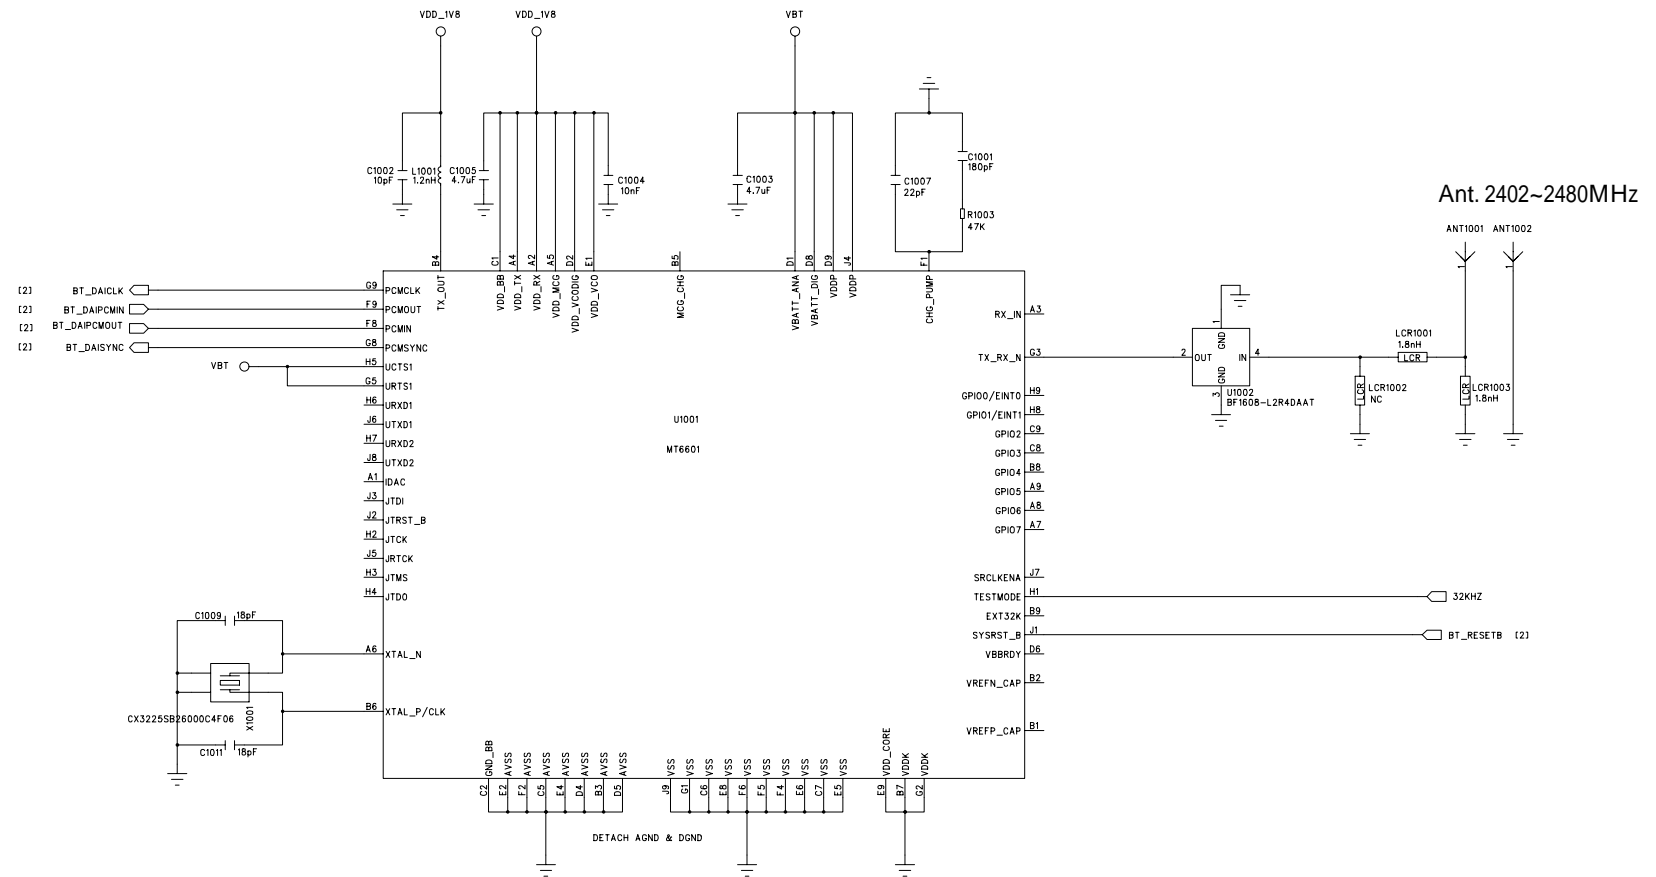 VDD_1V8 VDD_1V8 VBT
C1002 10pF
L1001 1.2nH
C1005 4.7uF
C1004 10nF
C1003 4.7uF
C1007 22pF
C1001 180pF
R1003 47K
Ant. 2402~2480MHz
ANT1001 ANT1002
1 1
B4 C1 A4 A2 A5 D2 E1 B5 D1 D8 D9 J4 F1
TX_OUT VDD_BB VDD_TX VDD_RX VDD_MCG VDD_VCODIG VDD_VCO MCG_CHG VBATT_ANA VBATT_DIG VDDP VDDP CHG_PUMP
[2] BT_DAICLK G9 PCMCLK
[2] BT_DAIPCMIN F9 PCMOUT
[2] BT_DAIPCMOUT F8 PCMIN
[2] BT_DAISYNC G8 PCMSYNC
VBT H5 UCTS1
G5 URTS1
H6 URXD1
J6 UTXD1
H7 URXD2
J8 UTXD2
A1 IDAC
J3 JTDI
J2 JTRST_B
H2 JTCK
J5 JRTCK
H3 JTMS
H4 JTDO
A6 XTAL_N
B6 XTAL_P/CLK
C1009 18pF
CX3225SB26000C4F06
X1001
C1011 18pF
U1001
MT6601
RX_IN A3
TX_RX_N G3
GPIO0/EINT0 H9
GPIO1/EINT1 H8
GPIO2 C9
GPIO3 C8
GPIO4 B8
GPIO5 A9
GPIO6 A8
GPIO7 A7
SRCLKENA J7
TESTMODE H1 32KHZ
EXT32K B9
SYSRST_B J1 BT_RESETB [2]
VBBRDY D6
VREFN_CAP B2
VREFP_CAP B1
1 GND
2 OUT IN 4
3 GND
U1002
BF1608-L2R4DAAT
LCR1001
1.8nH
LCR
LCR LCR1002
NC
LCR LCR1003
1.8nH
GND_BB AVSS AVSS AVSS AVSS AVSS AVSS AVSS
C2 E2 F2 C5 E4 D4 B3 D5
VSS VSS VSS VSS VSS VSS VSS VSS VSS VSS
J9 G1 C6 E8 F6 F5 F4 E6 C7 E5
VDD_CORE VDDK VDDK
E9 B7 G2
DETACH AGND & DGND